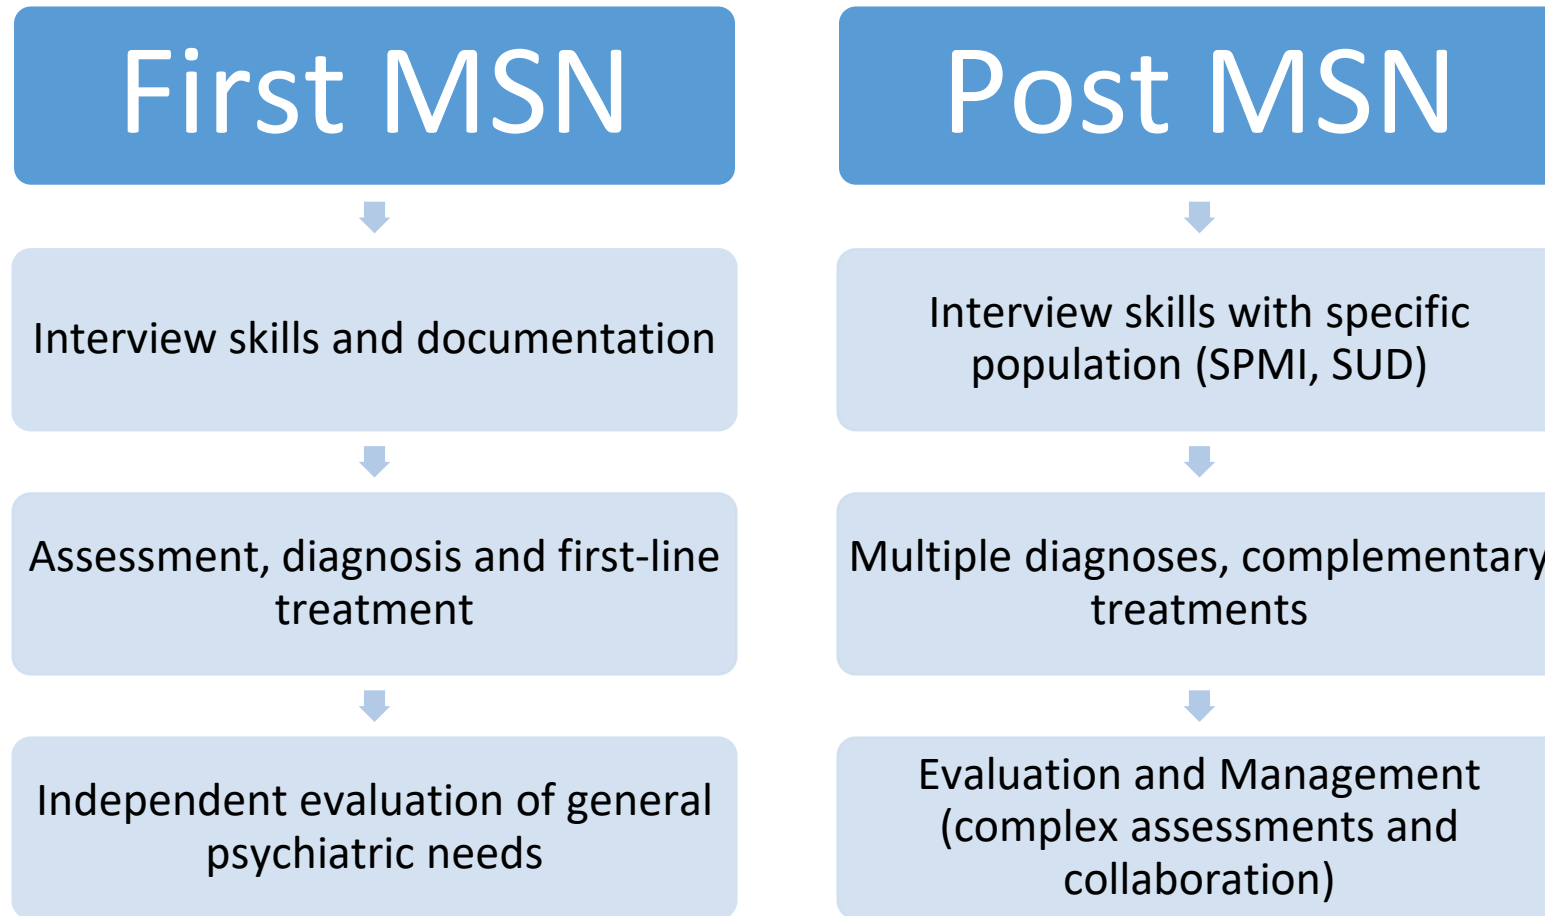 First MSN
Interview skills and documentation
Assessment, diagnosis and first-line
treatment
Independent evaluation of general
psychiatric needs
Post MSN
Interview skills with specific
population (SPMI, SUD)
Multiple diagnoses, complementary
treatments
Evaluation and Management
(complex assessments and
collaboration)